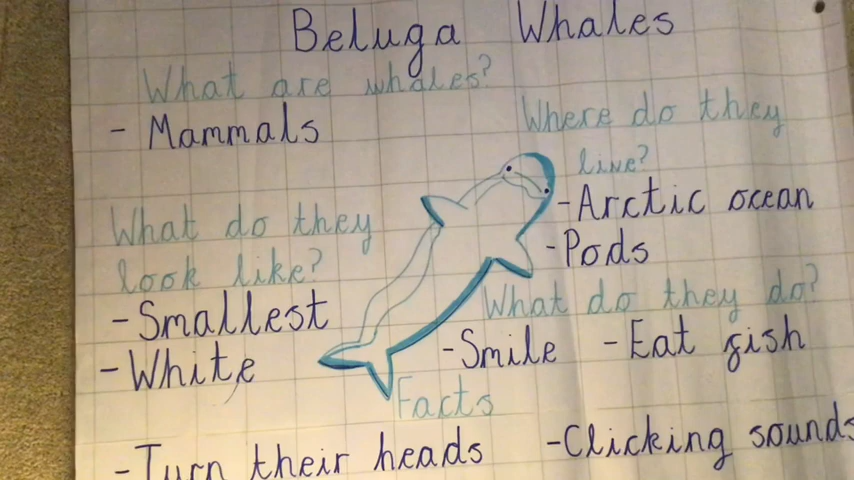 Beluga Whales
What are whales?
- Mammals
Where do they
live?
- Arctic ocean
- Pods
What do they
look like?
- Smallest
- White
What do they do?
- Smile - Eat fish
Facts
- Turn their heads - Clicking sounds